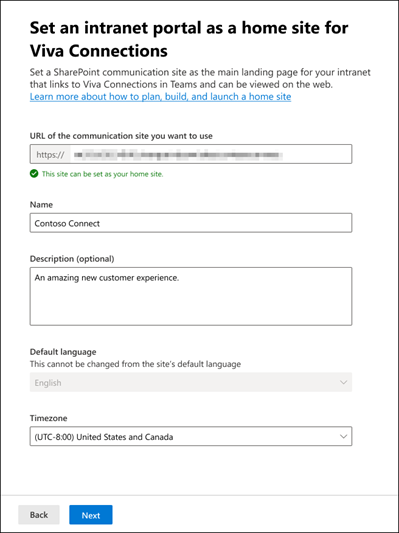 Set an intranet portal as a home site for
Viva Connections
Set a SharePoint communication site as the main landing page for your intranet
that links to Viva Connections in Teams and can be viewed on the web.
Learn more about how to plan, build, and launch a home site
URL of the communication site you want to use
https://
This site can be set as your home site.
Name
Contoso Connect
Description (optional)
An amazing new customer experience.
Default language
This cannot be changed from the site's default language
English
Timezone
(UTC-8:00) United States and Canada
Back
Next